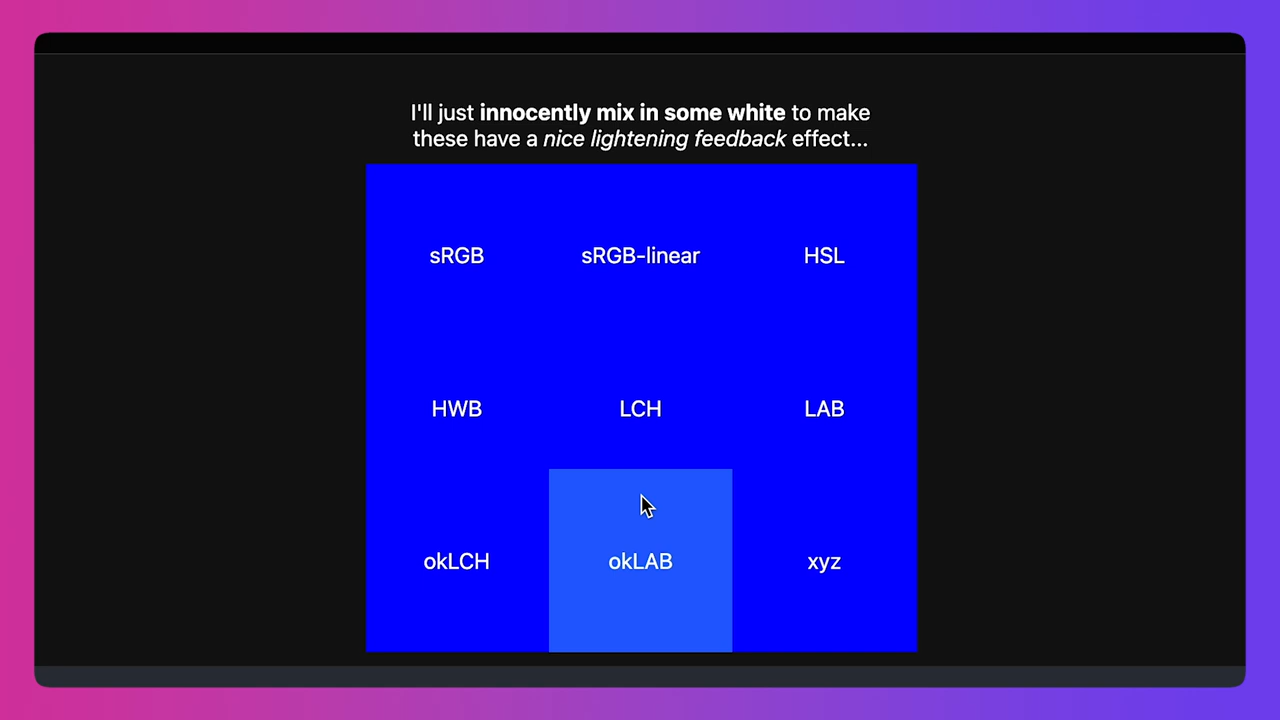 I'll just innocently mix in some white to make
these have a nice lightening feedback effect...
sRGB sRGB-linear HSL
HWB LCH LAB
okLCH okLAB xyz